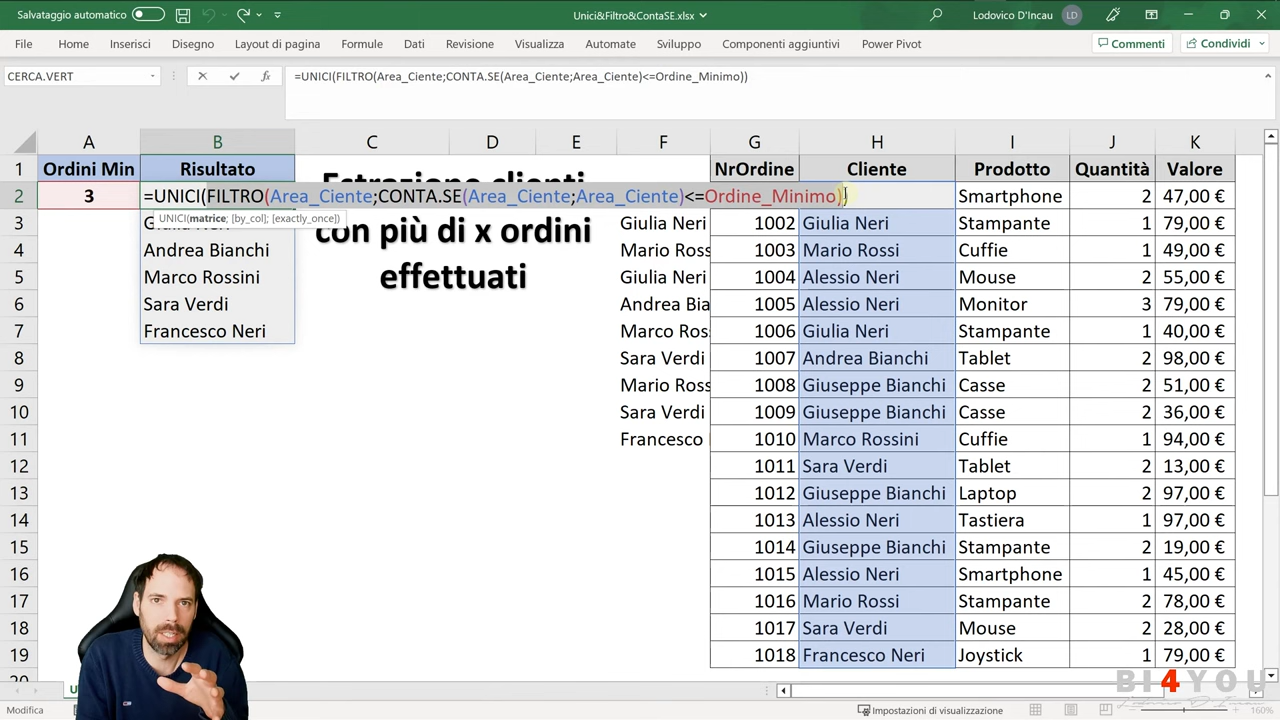 Salvataggio automatico
Unici&Filtro&ContaSE.xlsx
Lodovico D'Incau
LD
File Home Inserisci Disegno Layout di pagina Formule Dati Revisione Visualizza Automate Sviluppo Componenti aggiuntivi Power Pivot
Commenti
Condividi
CERCA.VERT
fx
=UNICI(FILTRO(Area_Ciente;CONTA.SE(Area_Ciente;Area_Ciente)<=Ordine_Minimo))
A B C D E F G H I J K
1 Ordini Min Risultato NrOrdine Cliente Prodotto Quantità Valore
2 3 =UNICI(FILTRO(Area_Ciente;CONTA.SE(Area_Ciente;Area_Ciente)<=Ordine_Minimo)) Smartphone 2 47,00 €
UNICI(matrice; [by_col]; [exactly_once])
con più di x ordini
effettuati
3 Giulia Neri 1002 Giulia Neri Stampante 1 79,00 €
4 Andrea Bianchi Mario Rossi 1003 Mario Rossi Cuffie 1 49,00 €
5 Marco Rossini Giulia Neri 1004 Alessio Neri Mouse 2 55,00 €
6 Sara Verdi Andrea Bia 1005 Alessio Neri Monitor 3 79,00 €
7 Francesco Neri Marco Ros 1006 Giulia Neri Stampante 1 40,00 €
8 Sara Verdi 1007 Andrea Bianchi Tablet 2 98,00 €
9 Mario Ross 1008 Giuseppe Bianchi Casse 2 51,00 €
10 Sara Verdi 1009 Giuseppe Bianchi Casse 2 36,00 €
11 Francesco 1010 Marco Rossini Cuffie 1 94,00 €
12 1011 Sara Verdi Tablet 2 13,00 €
13 1012 Giuseppe Bianchi Laptop 2 97,00 €
14 1013 Alessio Neri Tastiera 1 97,00 €
15 1014 Giuseppe Bianchi Stampante 2 19,00 €
16 1015 Alessio Neri Smartphone 1 45,00 €
17 1016 Mario Rossi Stampante 1 78,00 €
18 1017 Sara Verdi Mouse 2 28,00 €
19 1018 Francesco Neri Joystick 1 79,00 €
BI4YOU
Modifica
Impostazioni di visualizzazione
160%